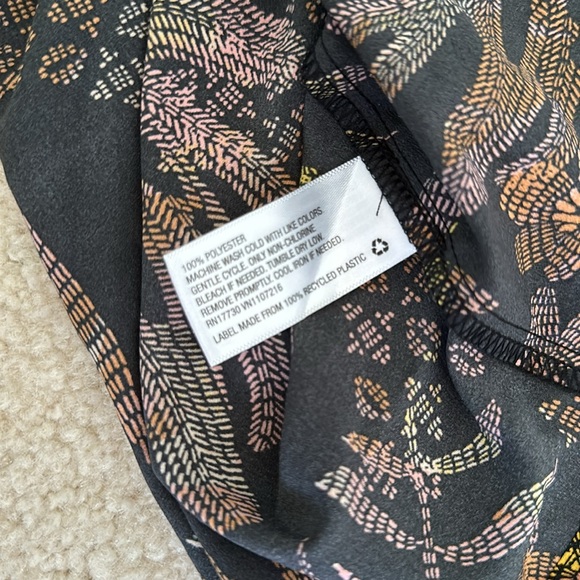 100% POLYESTER
MACHINE WASH COLD WITH LIKE COLORS
GENTLE CYCLE. ONLY NON-CHLORINE
BLEACH IF NEEDED. TUMBLE DRY LOW.
REMOVE PROMPTLY. COOL IRON IF NEEDED.
RN17730 VN1107216
LABEL MADE FROM 100% RECYCLED PLASTIC